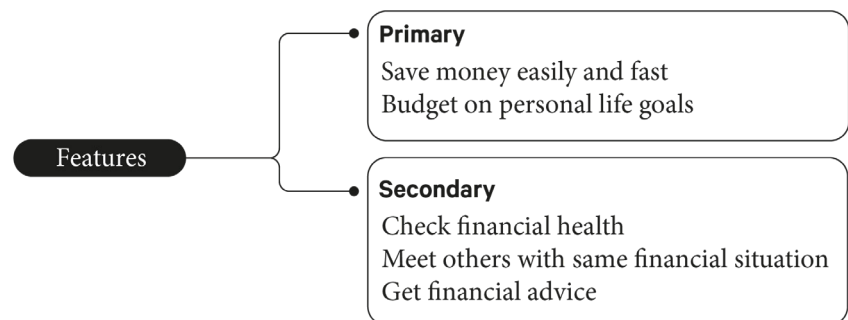 Features
Primary
Save money easily and fast
Budget on personal life goals
Secondary
Check financial health
Meet others with same financial situation
Get financial advice